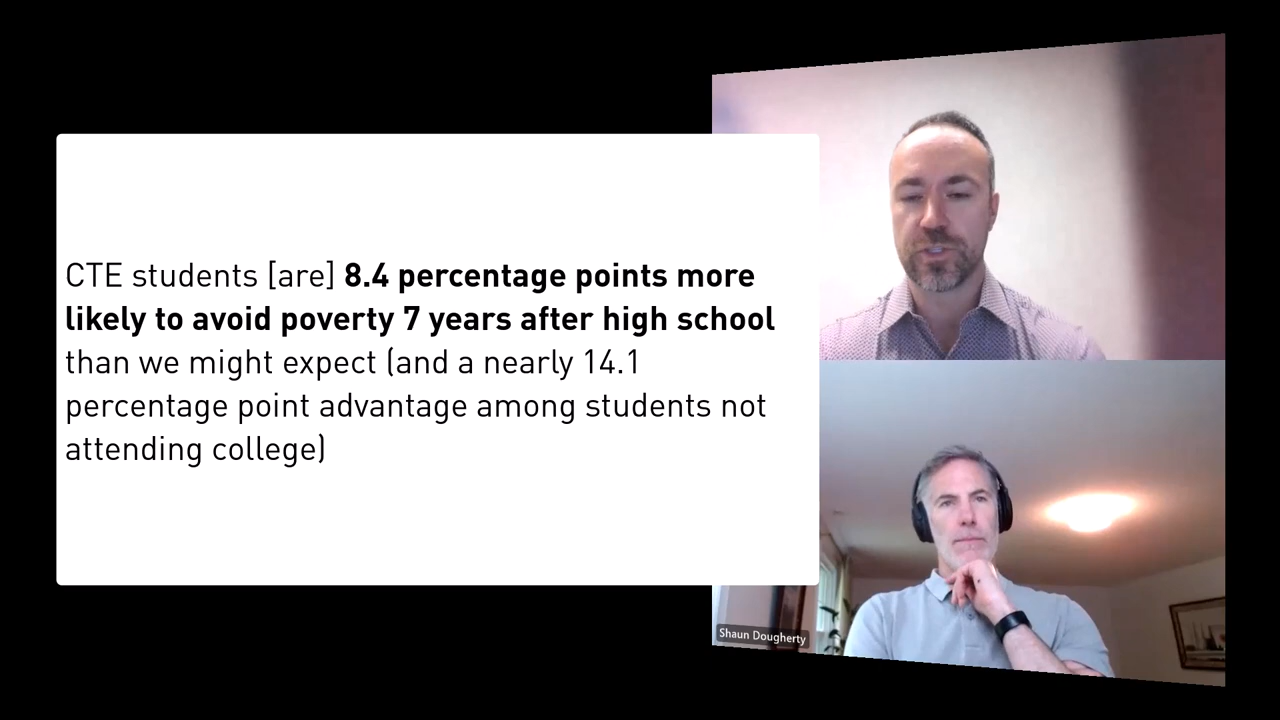 CTE students [are] 8.4 percentage points more
likely to avoid poverty 7 years after high school
than we might expect (and a nearly 14.1
percentage point advantage among students not
attending college)
Shaun Dougherty